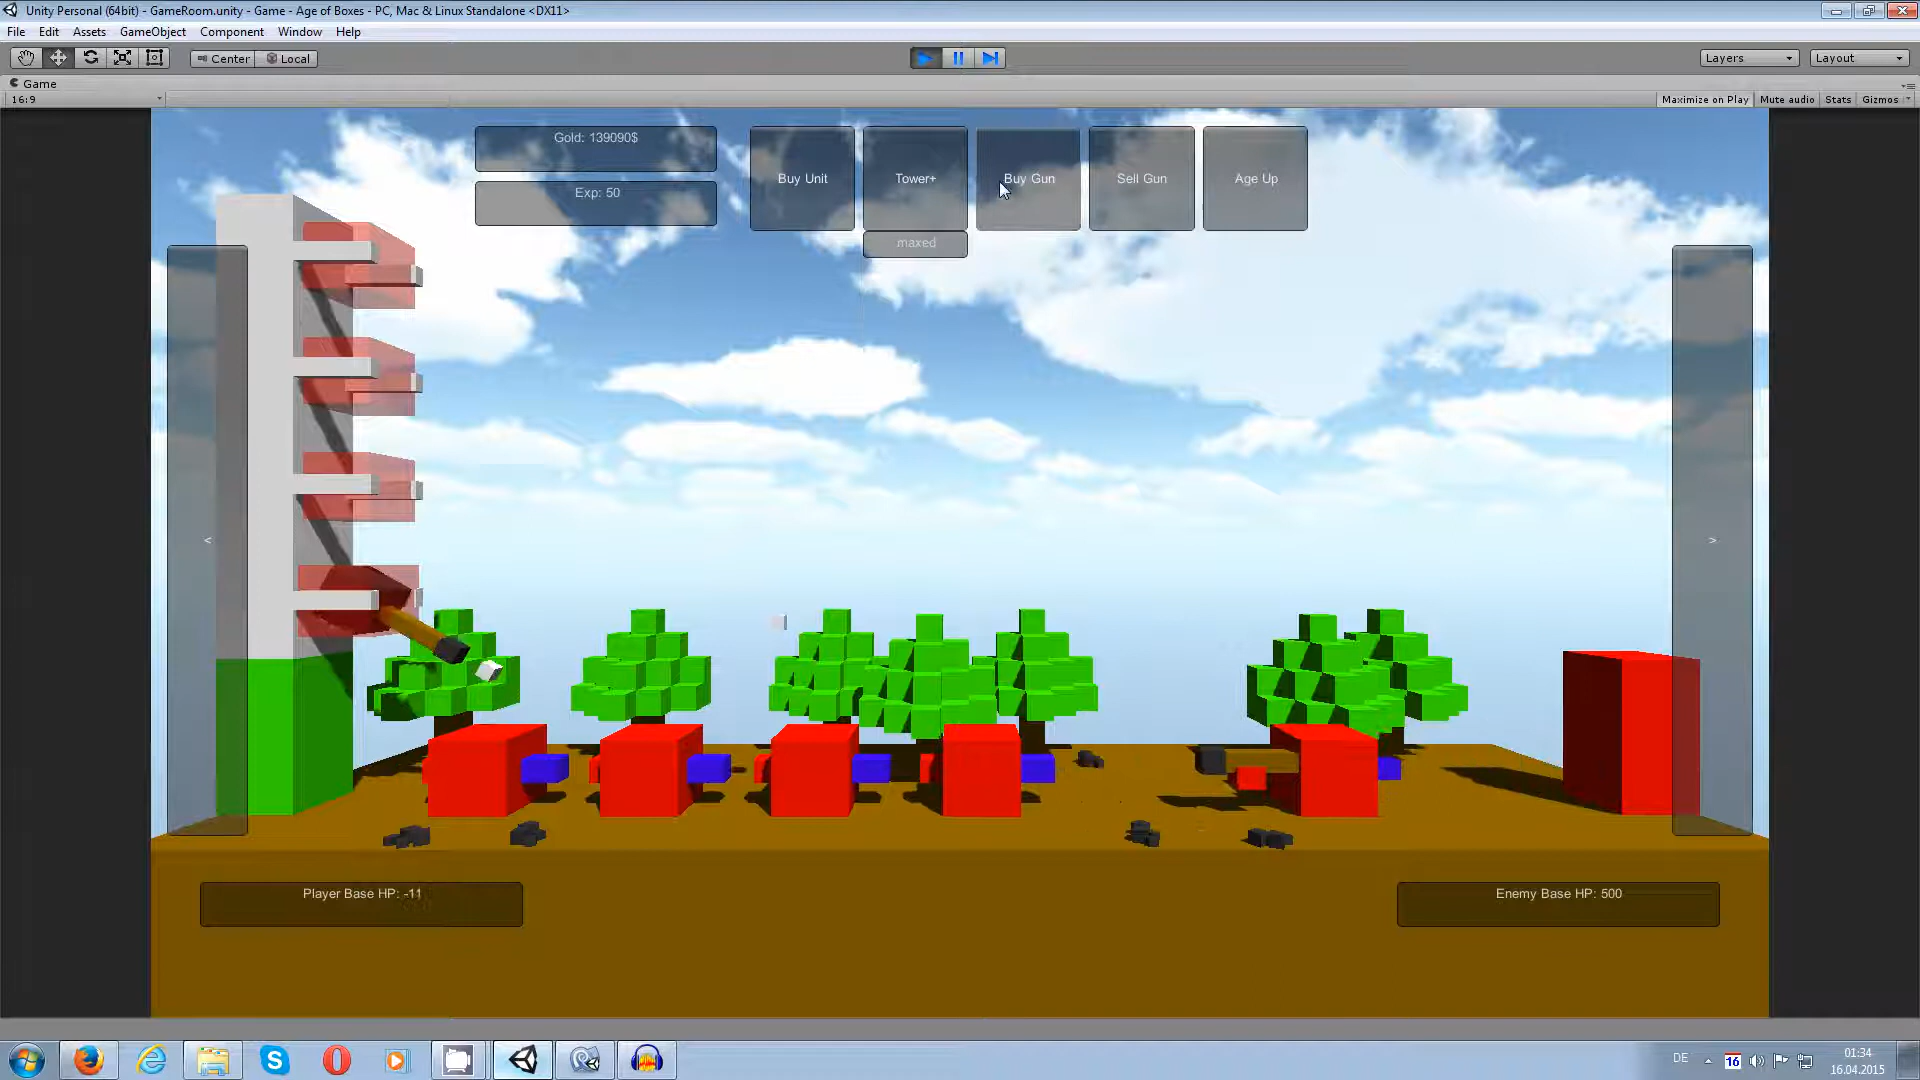 Unity Personal (64bit) - GameRoom.unity - Game - Age of Boxes - PC, Mac & Linux Standalone <DX11>
File Edit Assets GameObject Component Window Help
Center Local Layers Layout
Game
16:9 Maximize on Play Mute audio Stats Gizmos
Gold: 139090$
Exp: 50
Buy Unit Tower+ Buy Gun Sell Gun Age Up
maxed
< >
Player Base HP: -11 Enemy Base HP: 500
DE 16 01:34
16.04.2015